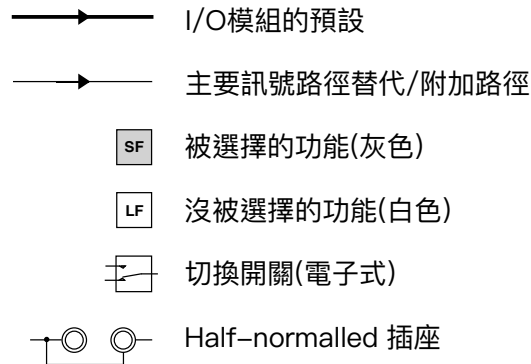 I/O模組的預設
主要訊號路徑替代/附加路徑
SF 被選擇的功能(灰色)
LF 沒被選擇的功能(白色)
切換開關(電子式)
Half–normalled 插座